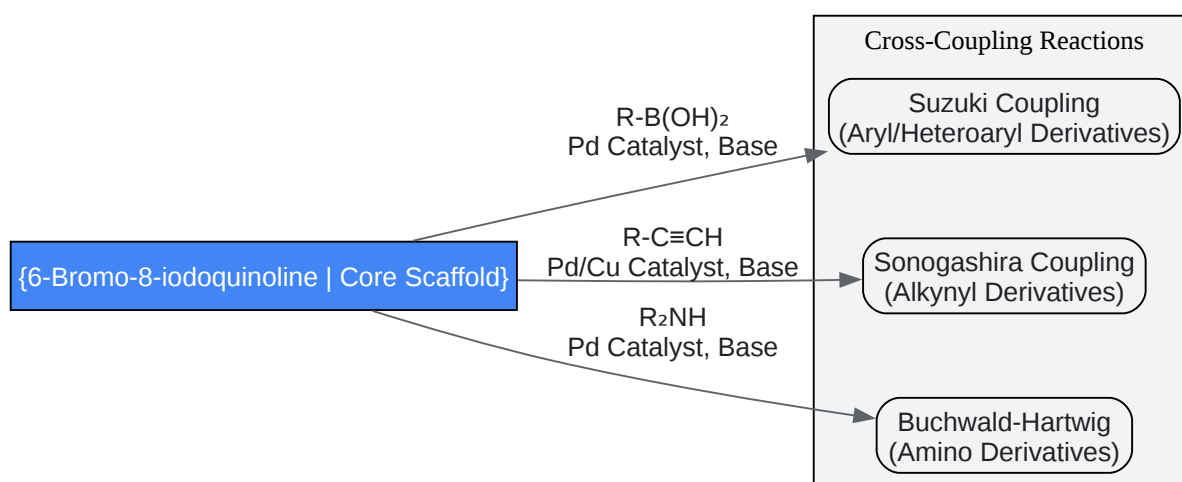 Cross-Coupling Reactions
R-B(OH)₂
Pd Catalyst, Base
Suzuki Coupling
(Aryl/Heteroaryl Derivatives)
{6-Bromo-8-iodoquinoline | Core Scaffold}
R-C≡CH
Pd/Cu Catalyst, Base
Sonogashira Coupling
(Alkynyl Derivatives)
R₂NH
Pd Catalyst, Base
Buchwald-Hartwig
(Amino Derivatives)